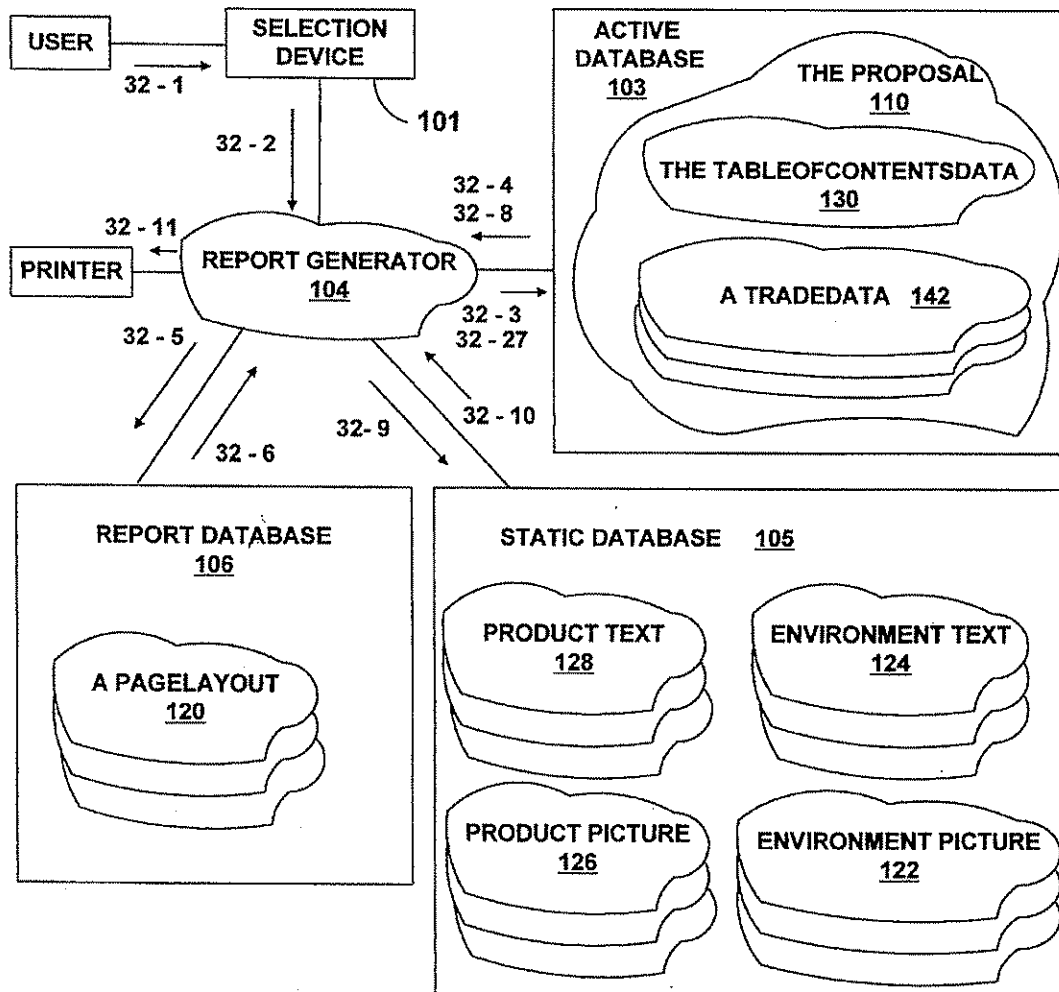 USER
SELECTION
DEVICE
32 - 1
101
32 - 2
ACTIVE
DATABASE
103
THE PROPOSAL
110
THE TABLEOFCONTENTSDATA
130
A TRADEDATA 142
32 - 4
32 - 8
32 - 11
PRINTER
REPORT GENERATOR
104
32 - 3
32 - 27
32 - 5
32 - 6
32- 9
32 - 10
REPORT DATABASE
106
A PAGELAYOUT
120
STATIC DATABASE 105
PRODUCT TEXT
128
ENVIRONMENT TEXT
124
PRODUCT PICTURE
126
ENVIRONMENT PICTURE
122